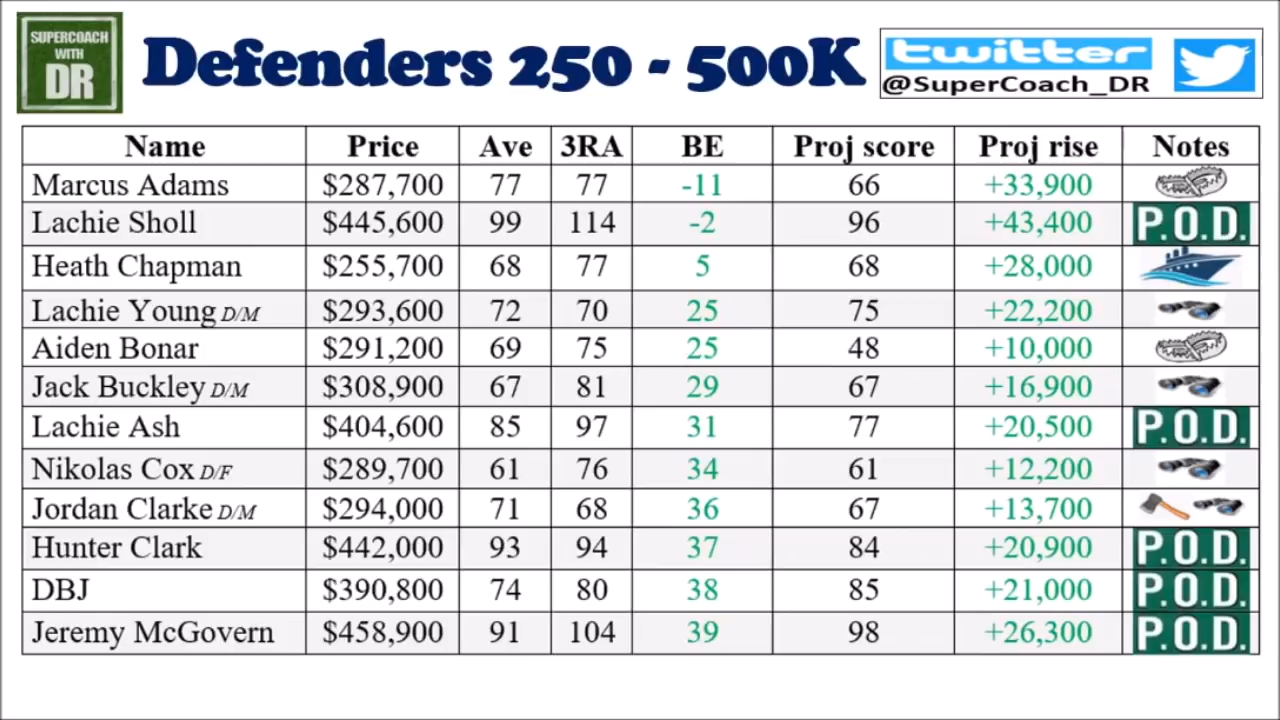 SUPERCOACH
WITH
DR
Defenders 250 - 500K
twitter
@SuperCoach_DR
Name Price Ave 3RA BE Proj score Proj rise Notes
Marcus Adams $287,700 77 77 -11 66 +33,900
Lachie Sholl $445,600 99 114 -2 96 +43,400 P.O.D.
Heath Chapman $255,700 68 77 5 68 +28,000
Lachie Young D/M $293,600 72 70 25 75 +22,200
Aiden Bonar $291,200 69 75 25 48 +10,000
Jack Buckley D/M $308,900 67 81 29 67 +16,900
Lachie Ash $404,600 85 97 31 77 +20,500 P.O.D.
Nikolas Cox D/F $289,700 61 76 34 61 +12,200
Jordan Clarke D/M $294,000 71 68 36 67 +13,700
Hunter Clark $442,000 93 94 37 84 +20,900 P.O.D.
DBJ $390,800 74 80 38 85 +21,000 P.O.D.
Jeremy McGovern $458,900 91 104 39 98 +26,300 P.O.D.